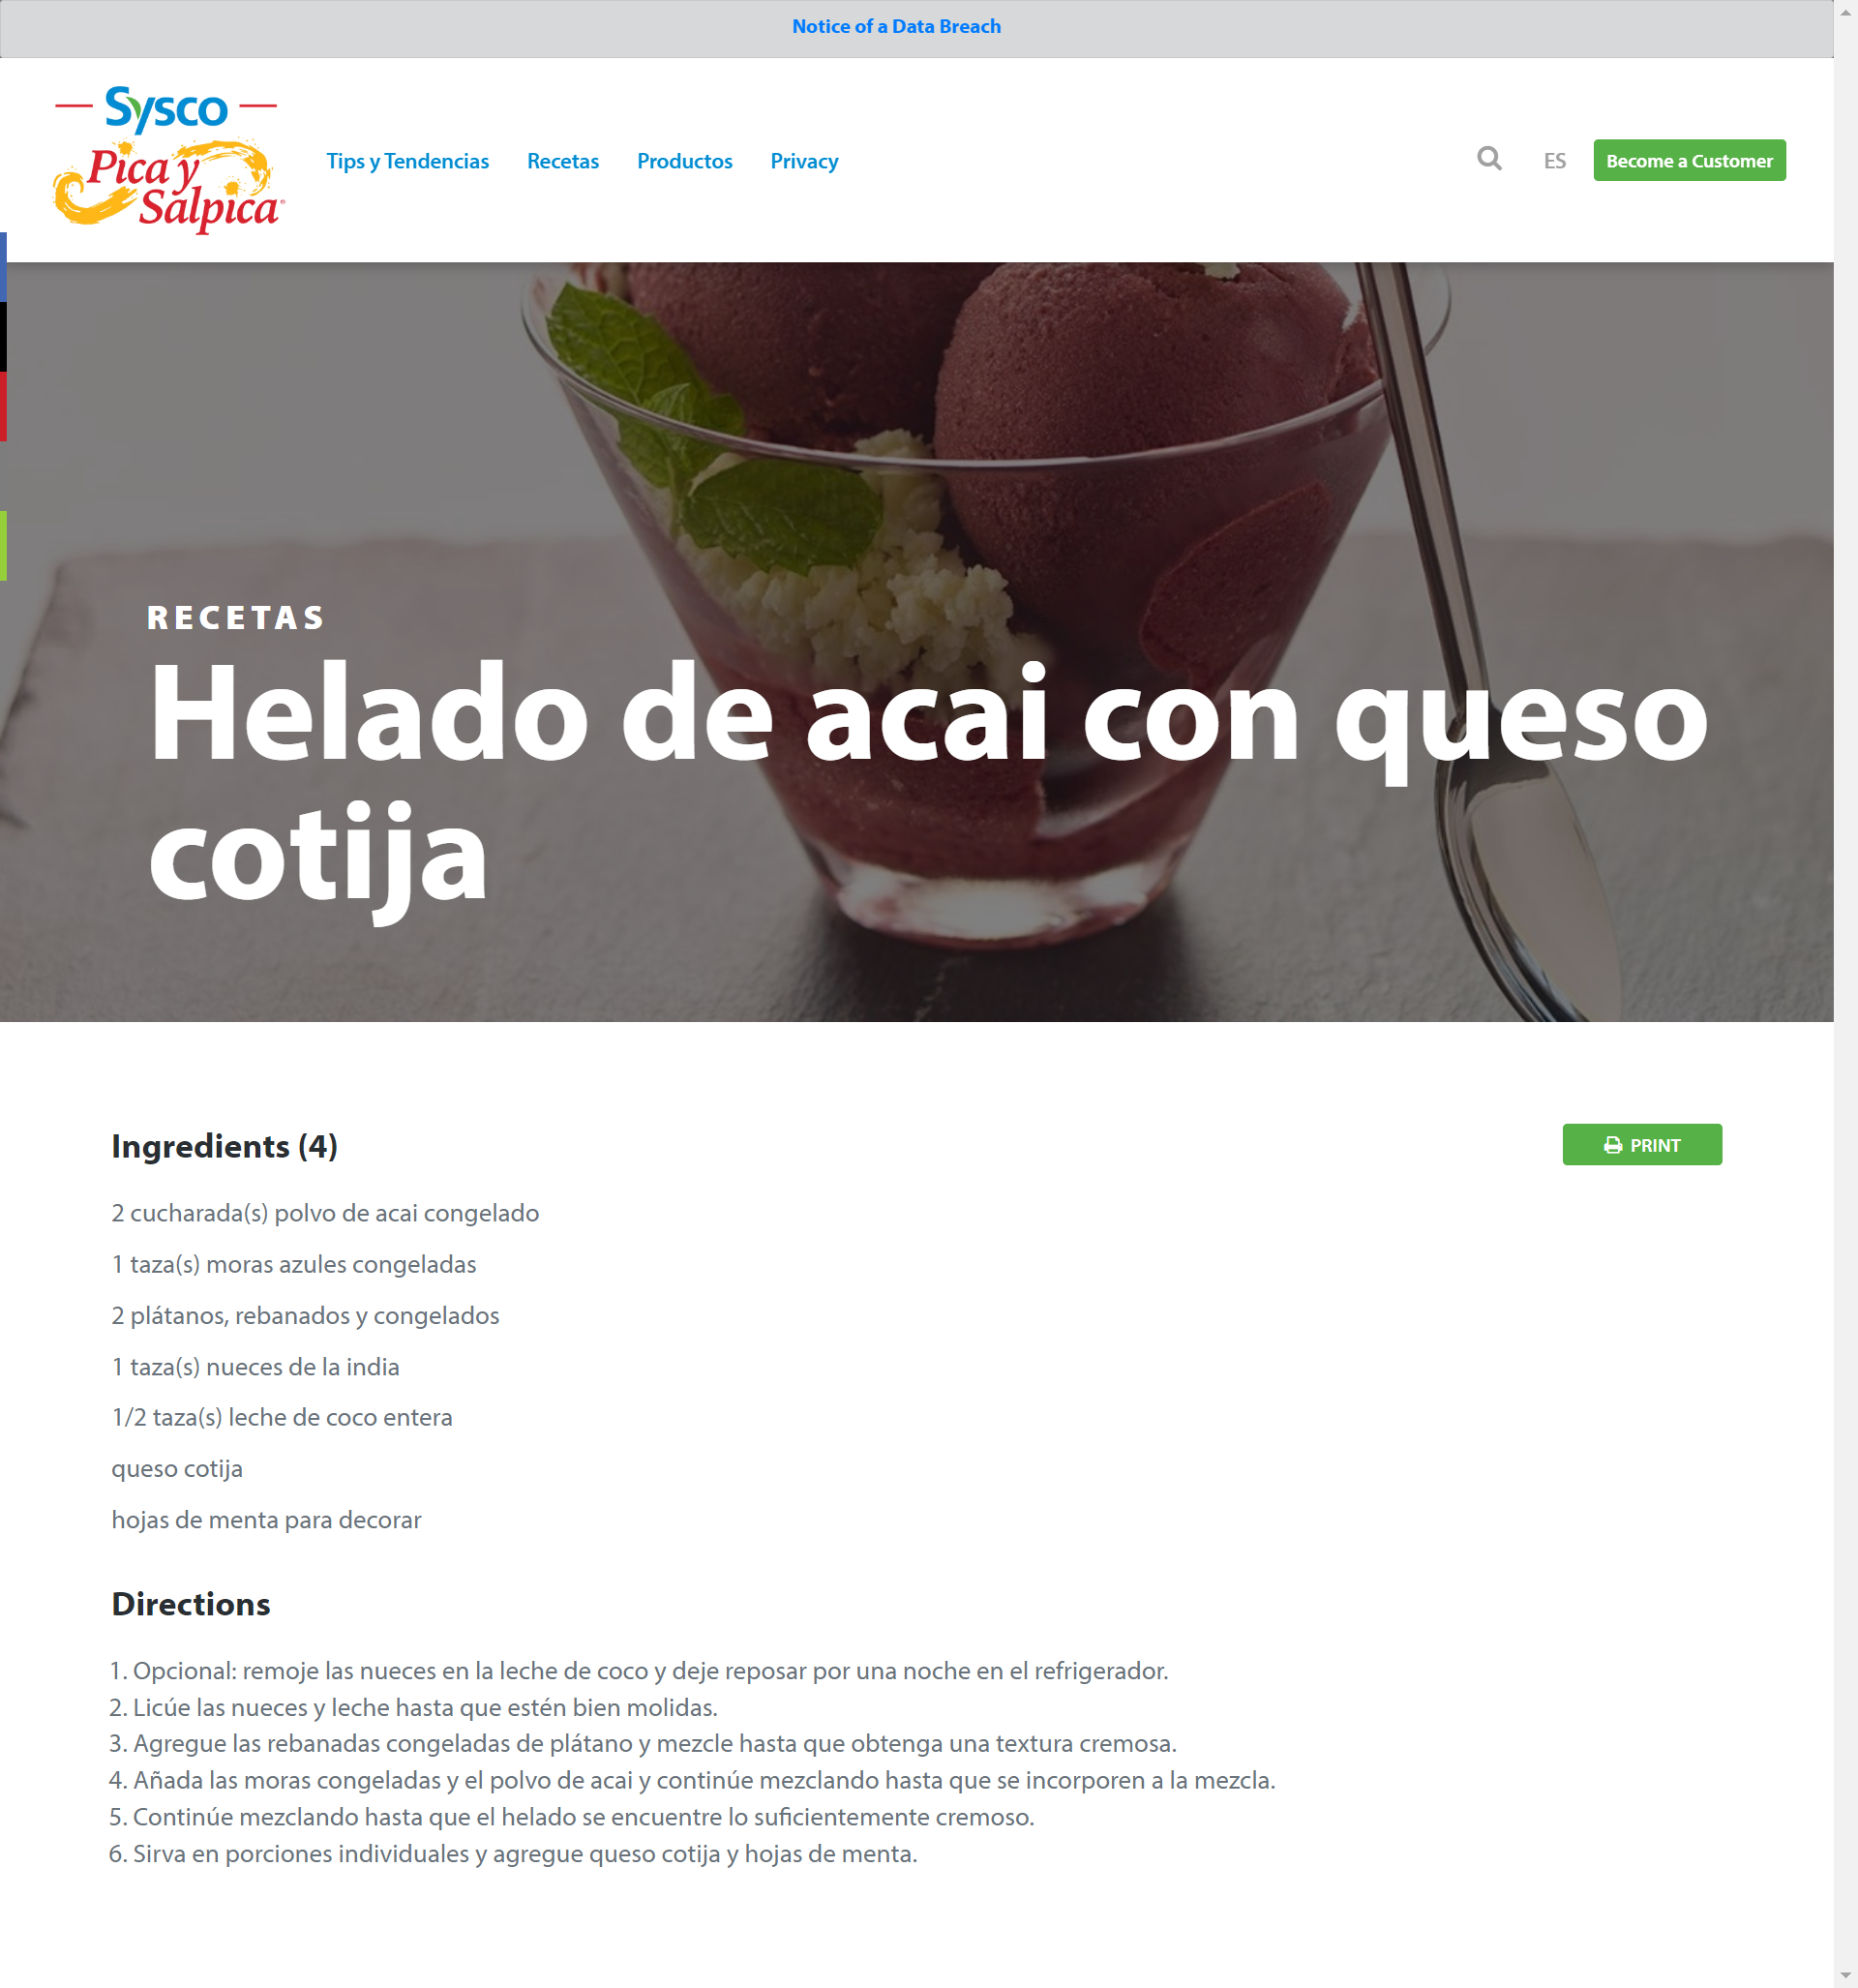 Notice of a Data Breach
Sysco
Pica y
Salpica
Tips y Tendencias
Recetas
Productos
Privacy
ES
Become a Customer
RECETAS
Helado de acai con queso
cotija
Ingredients (4)
PRINT
2 cucharada(s) polvo de acai congelado
1 taza(s) moras azules congeladas
2 plátanos, rebanados y congelados
1 taza(s) nueces de la india
1/2 taza(s) leche de coco entera
queso cotija
hojas de menta para decorar
Directions
1. Opcional: remoje las nueces en la leche de coco y deje reposar por una noche en el refrigerador.
2. Licúe las nueces y leche hasta que estén bien molidas.
3. Agregue las rebanadas congeladas de plátano y mezcle hasta que obtenga una textura cremosa.
4. Añada las moras congeladas y el polvo de acai y continúe mezclando hasta que se incorporen a la mezcla.
5. Continúe mezclando hasta que el helado se encuentre lo suficientemente cremoso.
6. Sirva en porciones individuales y agregue queso cotija y hojas de menta.